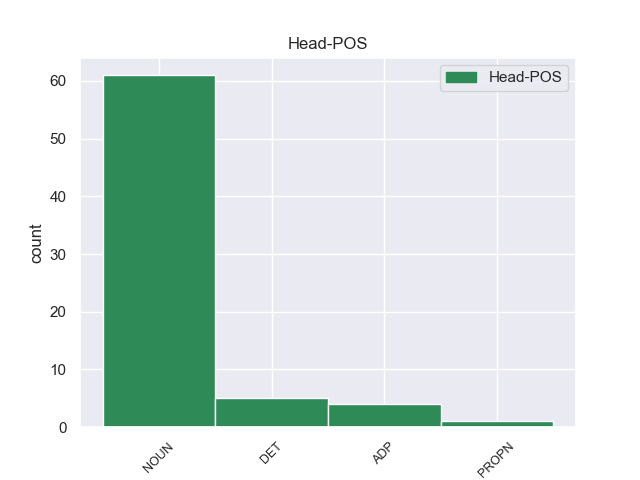 Head-POS
Head-POS
count
60
50
40
30
20
10
0
NOUN
DET
ADP
PROPN